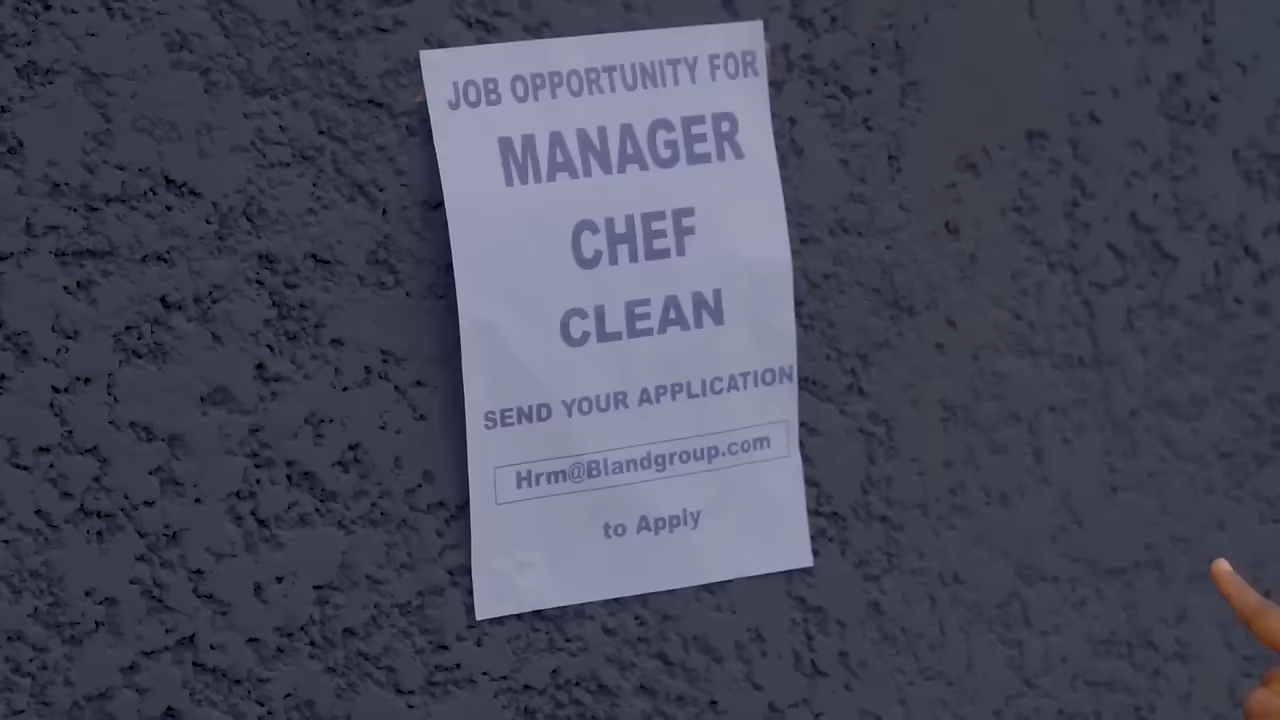 JOB OPPORTUNITY FOR
MANAGER
CHEF
CLEAN
SEND YOUR APPLICATION
Hrm@Blandgroup.com
to Apply